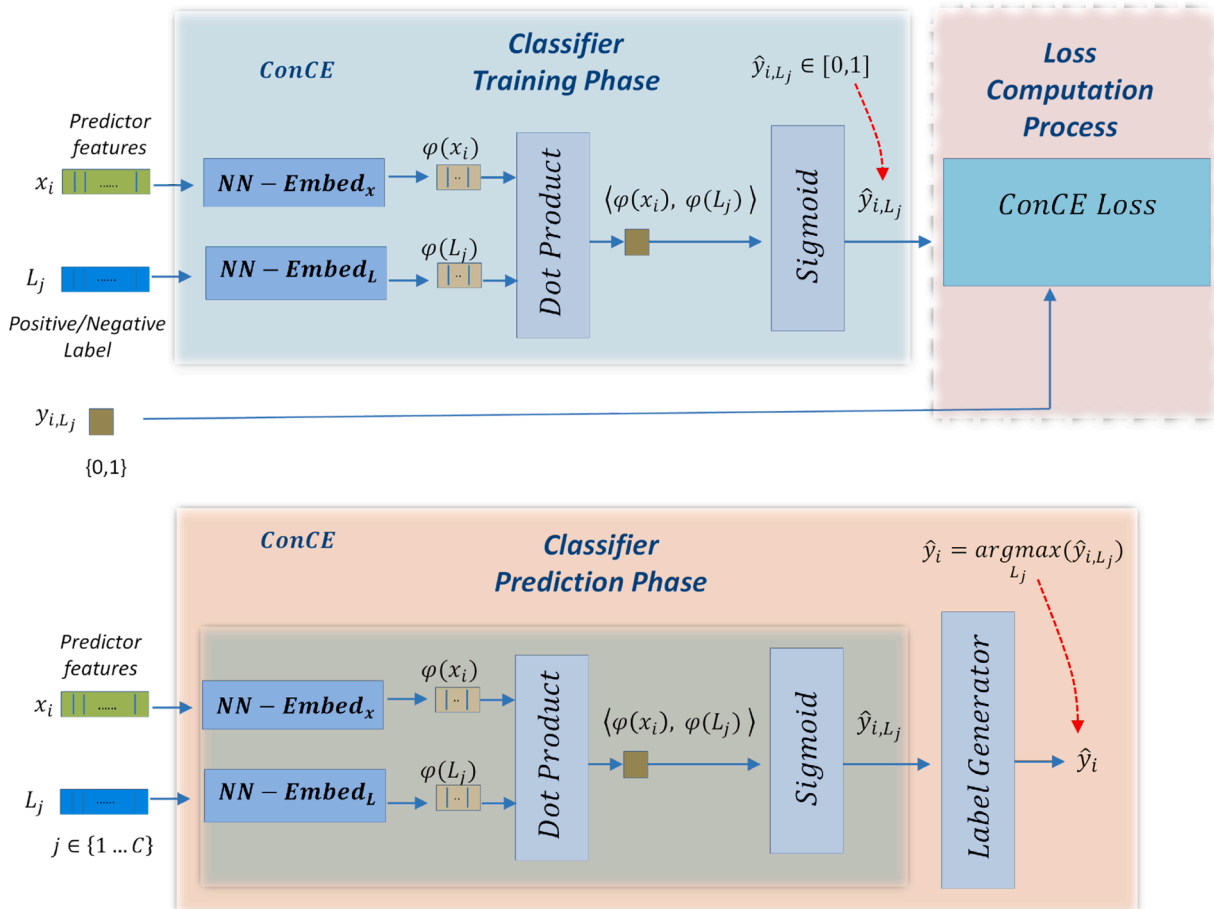 ConCE
Classifier
Training Phase
ŷ_{i,L_j} ∈ [0,1]
Loss
Computation
Process
Predictor
features
x_i
......
NN − Embed_x
φ(x_i)
..
Dot Product
⟨φ(x_i), φ(L_j) ⟩
Sigmoid
ŷ_{i,L_j}
ConCE Loss
L_j
......
NN − Embed_L
φ(L_j)
..
Positive/Negative
Label
y_{i,L_j}
{0,1}
ConCE
Classifier
Prediction Phase
ŷ_i = argmax(ŷ_{i,L_j})
L_j
Predictor
features
x_i
......
NN − Embed_x
φ(x_i)
..
Dot Product
⟨φ(x_i), φ(L_j) ⟩
Sigmoid
ŷ_{i,L_j}
Label Generator
ŷ_i
L_j
......
NN − Embed_L
φ(L_j)
..
j ∈ {1 … C}